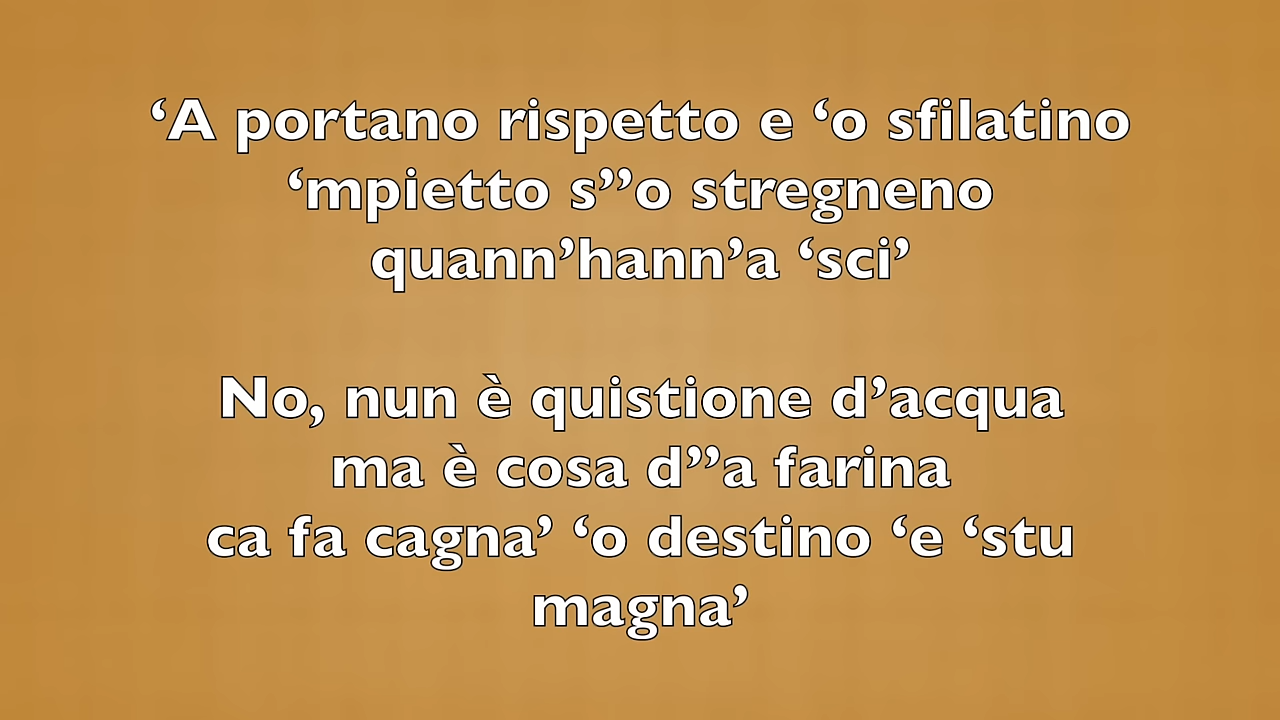 ‘A portano rispetto e ‘o sfilatino
‘mpietto s’’o stregneno
quann’hann’a ‘sci’
No, nun è quistione d’acqua
ma è cosa d’’a farina
ca fa cagna’ ‘o destino ‘e ‘stu
magna’